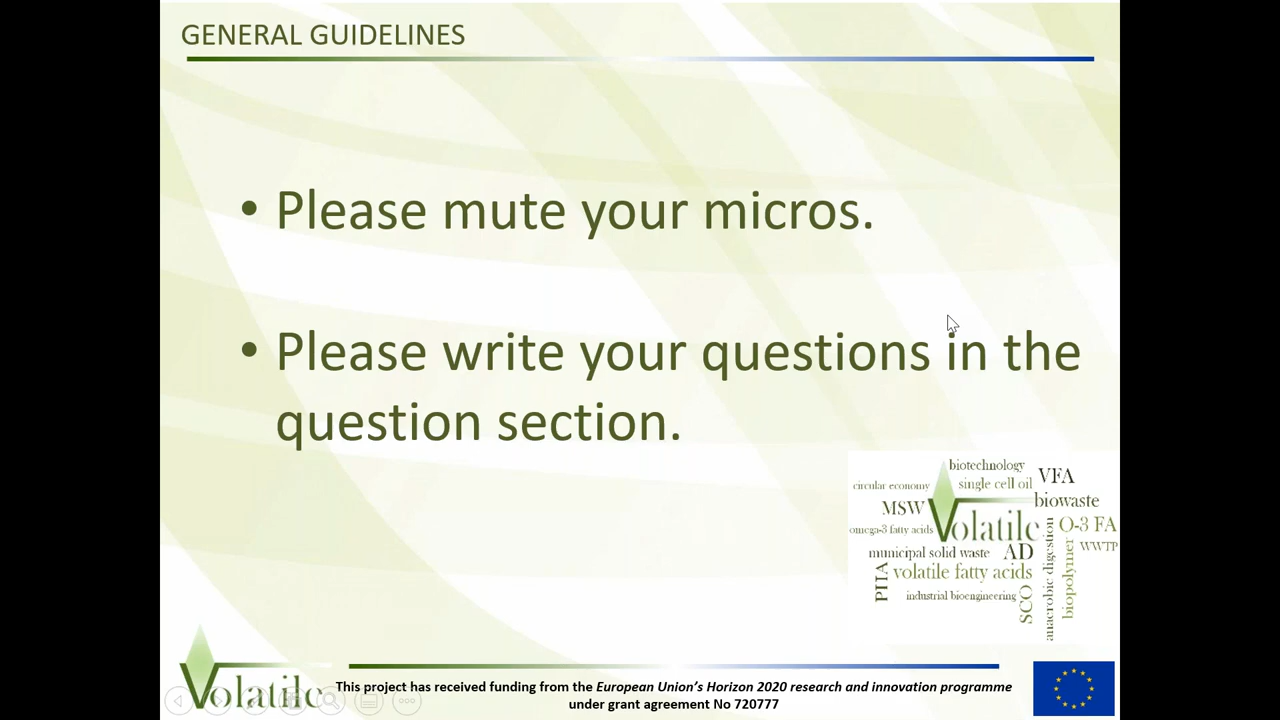 GENERAL GUIDELINES
• Please mute your micros.
• Please write your questions in the
question section.
biotechnology
circular economy
single cell oil
VFA
MSW
biowaste
omega-3 fatty acids
Volatile
O-3 FA
WWTP
municipal solid waste
AD
PHA
volatile fatty acids
industrial bioengineering
SCO
anaerobic digestion
biopolymer
Volatile
This project has received funding from the European Union’s Horizon 2020 research and innovation programme
under grant agreement No 720777